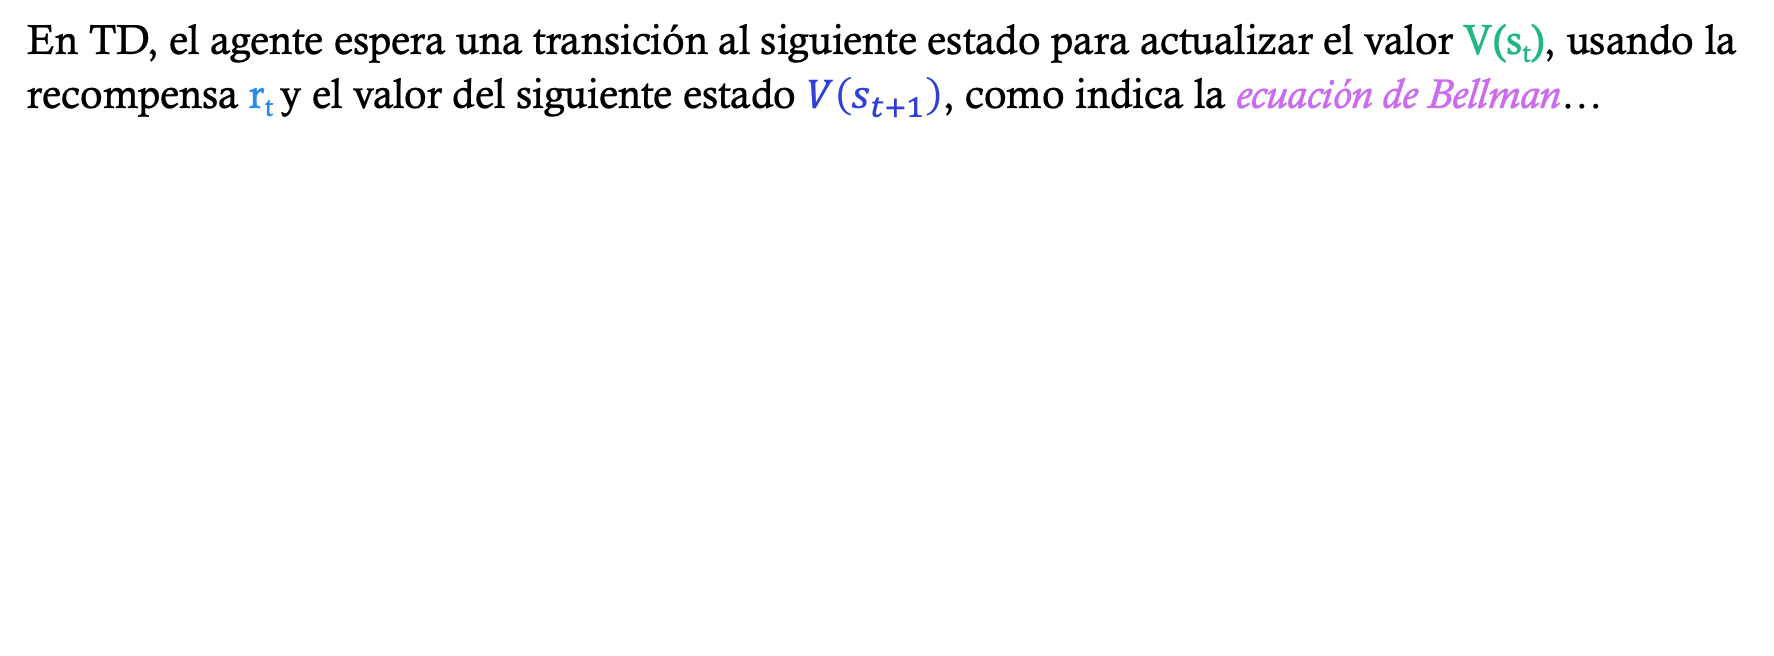 En TD, el agente espera una transición al siguiente estado para actualizar el valor V(sₜ), usando la
recompensa rₜ y el valor del siguiente estado V(sₜ₊₁), como indica la ecuación de Bellman…